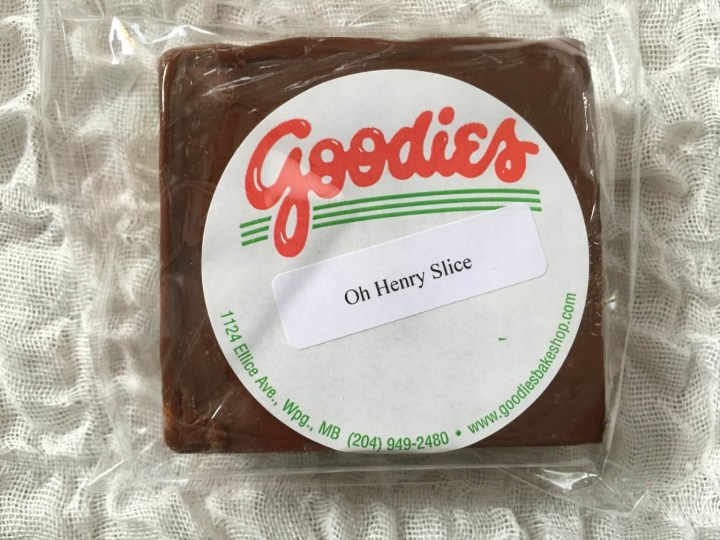 Goodies
Oh Henry Slice
1124 Ellice Ave., Wpg., MB (204) 949-2480 • www.goodiesbakeshop.com